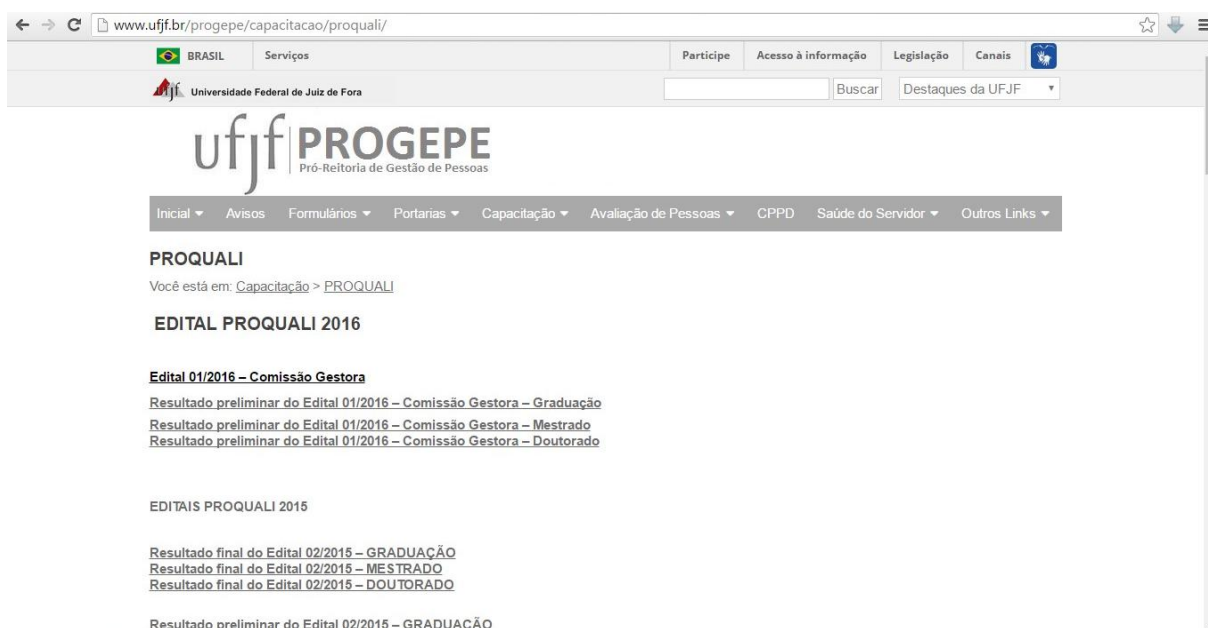 www.ufjf.br/progepe/capacitacao/proquali/
BRASIL Serviços Participe Acesso à informação Legislação Canais
ufjf Universidade Federal de Juiz de Fora Buscar Destaques da UFJF
ufjf PROGEPE
Pró-Reitoria de Gestão de Pessoas
Inicial Avisos Formulários Portarias Capacitação Avaliação de Pessoas CPPD Saúde do Servidor Outros Links
PROQUALI
Você está em: Capacitação > PROQUALI
EDITAL PROQUALI 2016
Edital 01/2016 – Comissão Gestora
Resultado preliminar do Edital 01/2016 – Comissão Gestora – Graduação
Resultado preliminar do Edital 01/2016 – Comissão Gestora – Mestrado
Resultado preliminar do Edital 01/2016 – Comissão Gestora – Doutorado
EDITAIS PROQUALI 2015
Resultado final do Edital 02/2015 – GRADUAÇÃO
Resultado final do Edital 02/2015 – MESTRADO
Resultado final do Edital 02/2015 – DOUTORADO
Resultado preliminar do Edital 02/2015 – GRADUAÇÃO